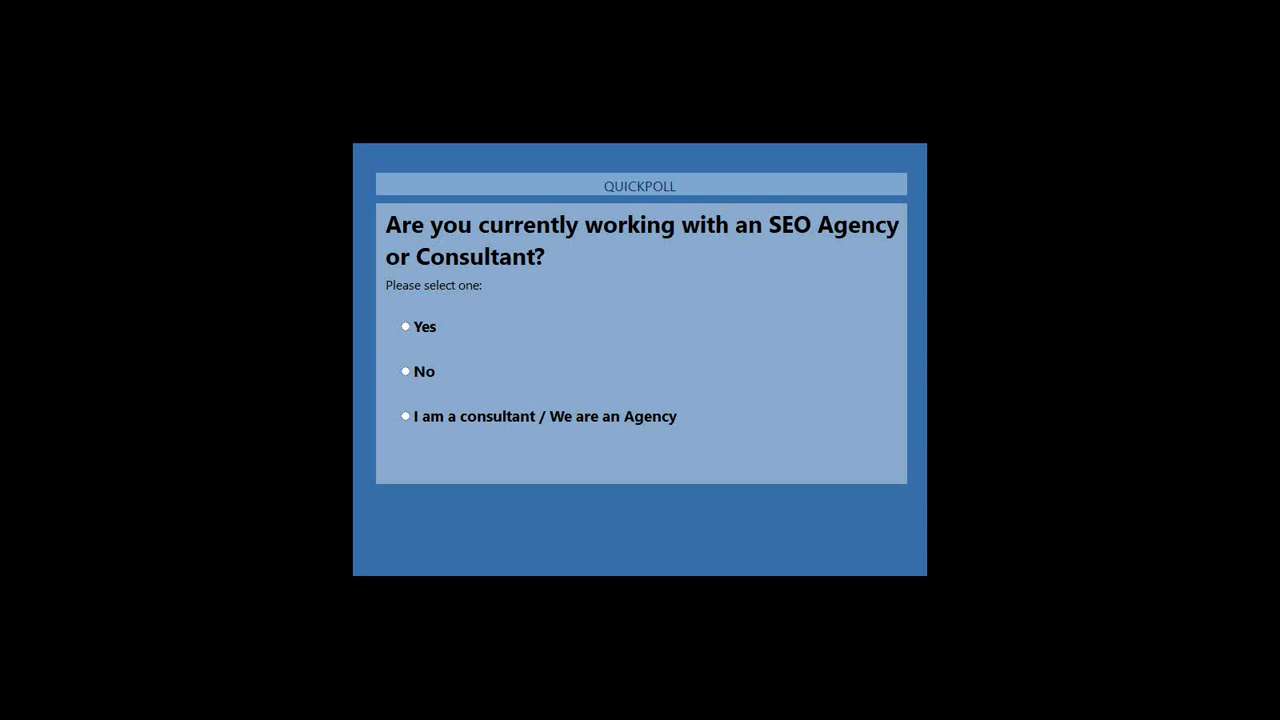 QUICKPOLL
Are you currently working with an SEO Agency
or Consultant?
Please select one:
Yes
No
I am a consultant / We are an Agency